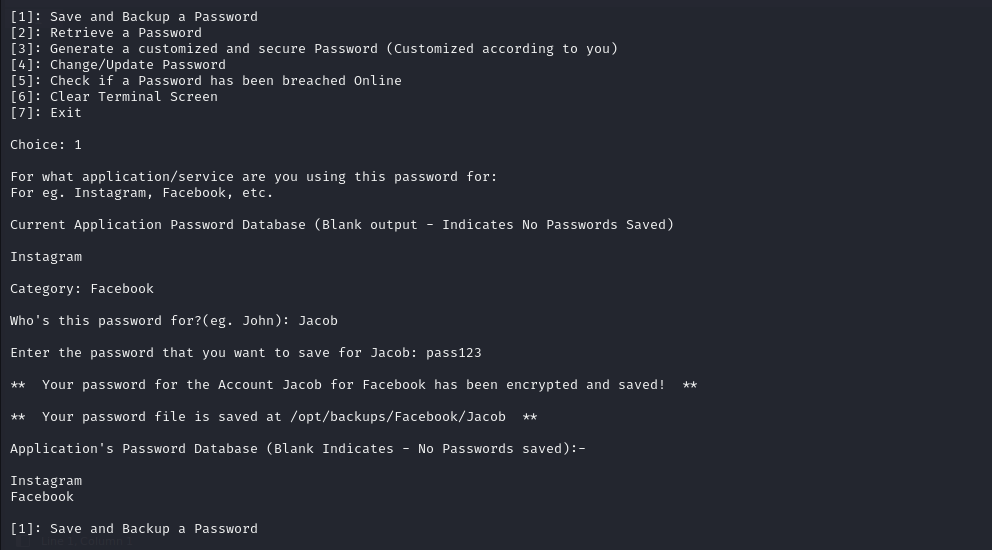 [1]: Save and Backup a Password
[2]: Retrieve a Password
[3]: Generate a customized and secure Password (Customized according to you)
[4]: Change/Update Password
[5]: Check if a Password has been breached Online
[6]: Clear Terminal Screen
[7]: Exit
Choice: 1
For what application/service are you using this password for:
For eg. Instagram, Facebook, etc.
Current Application Password Database (Blank output - Indicates No Passwords Saved)
Instagram
Category: Facebook
Who's this password for?(eg. John): Jacob
Enter the password that you want to save for Jacob: pass123
**  Your password for the Account Jacob for Facebook has been encrypted and saved!  **
**  Your password file is saved at /opt/backups/Facebook/Jacob  **
Application's Password Database (Blank Indicates - No Passwords saved):-
Instagram
Facebook
[1]: Save and Backup a Password